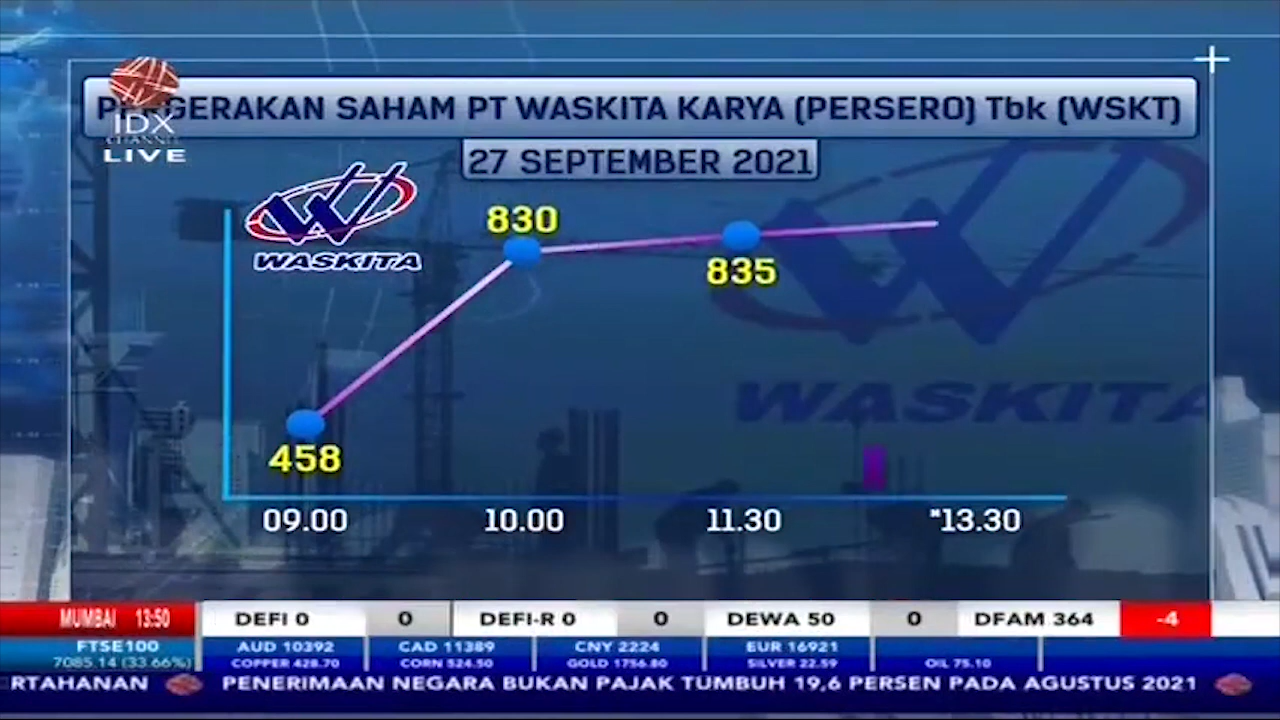 IDX
CHANNEL
LIVE
PERGERAKAN SAHAM PT WASKITA KARYA (PERSERO) Tbk (WSKT)
27 SEPTEMBER 2021
WASKITA
830
835
458
WASKITA
09.00 10.00 11.30 *13.30
MUMBAI 13:50 DEFI 0 0 DEFI-R 0 0 DEWA 50 0 DFAM 364 -4
FTSE100 AUD 10392 CAD 11389 CNY 2224 EUR 16921
7085.14 (33.66%) COPPER 428.70 CORN 524.50 GOLD 1756.80 SILVER 22.59 OIL 75.10
RTAHANAN PENERIMAAN NEGARA BUKAN PAJAK TUMBUH 19,6 PERSEN PADA AGUSTUS 2021